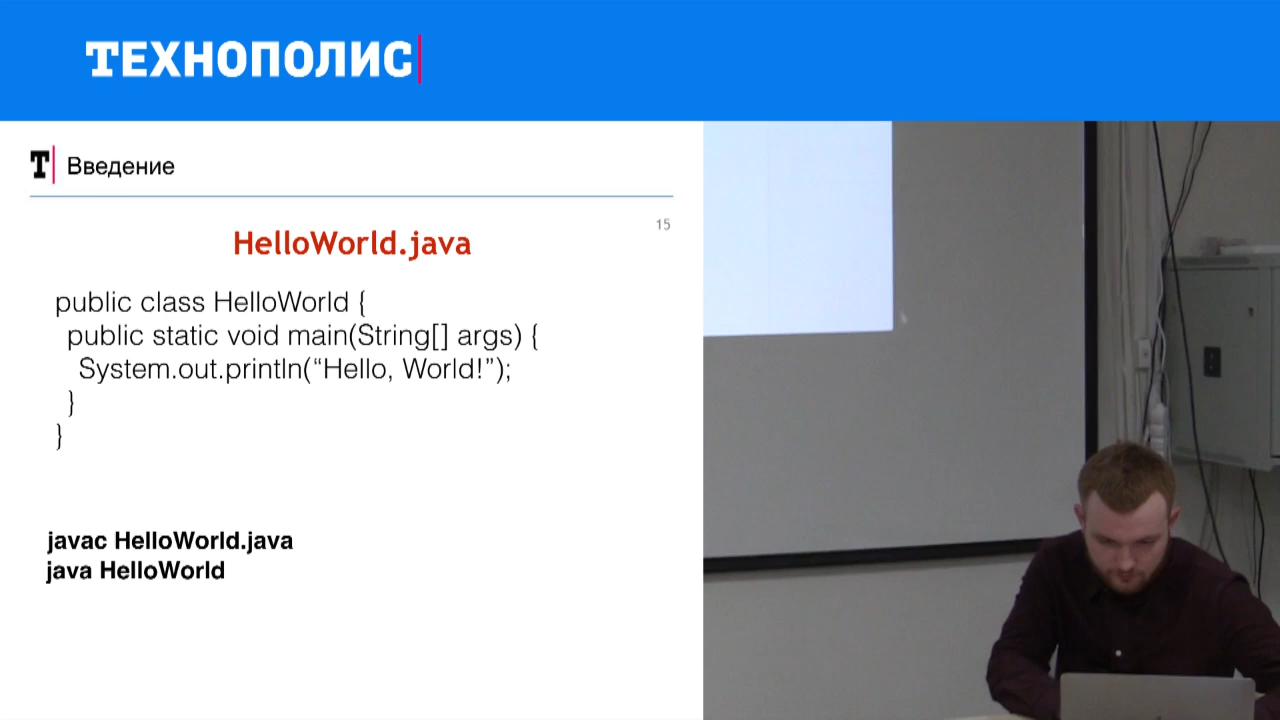 ТЕХНОПОЛИС
Т Введение
15
HelloWorld.java
public class HelloWorld {
public static void main(String[] args) {
System.out.println(“Hello, World!”);
}
}
javac HelloWorld.java
java HelloWorld